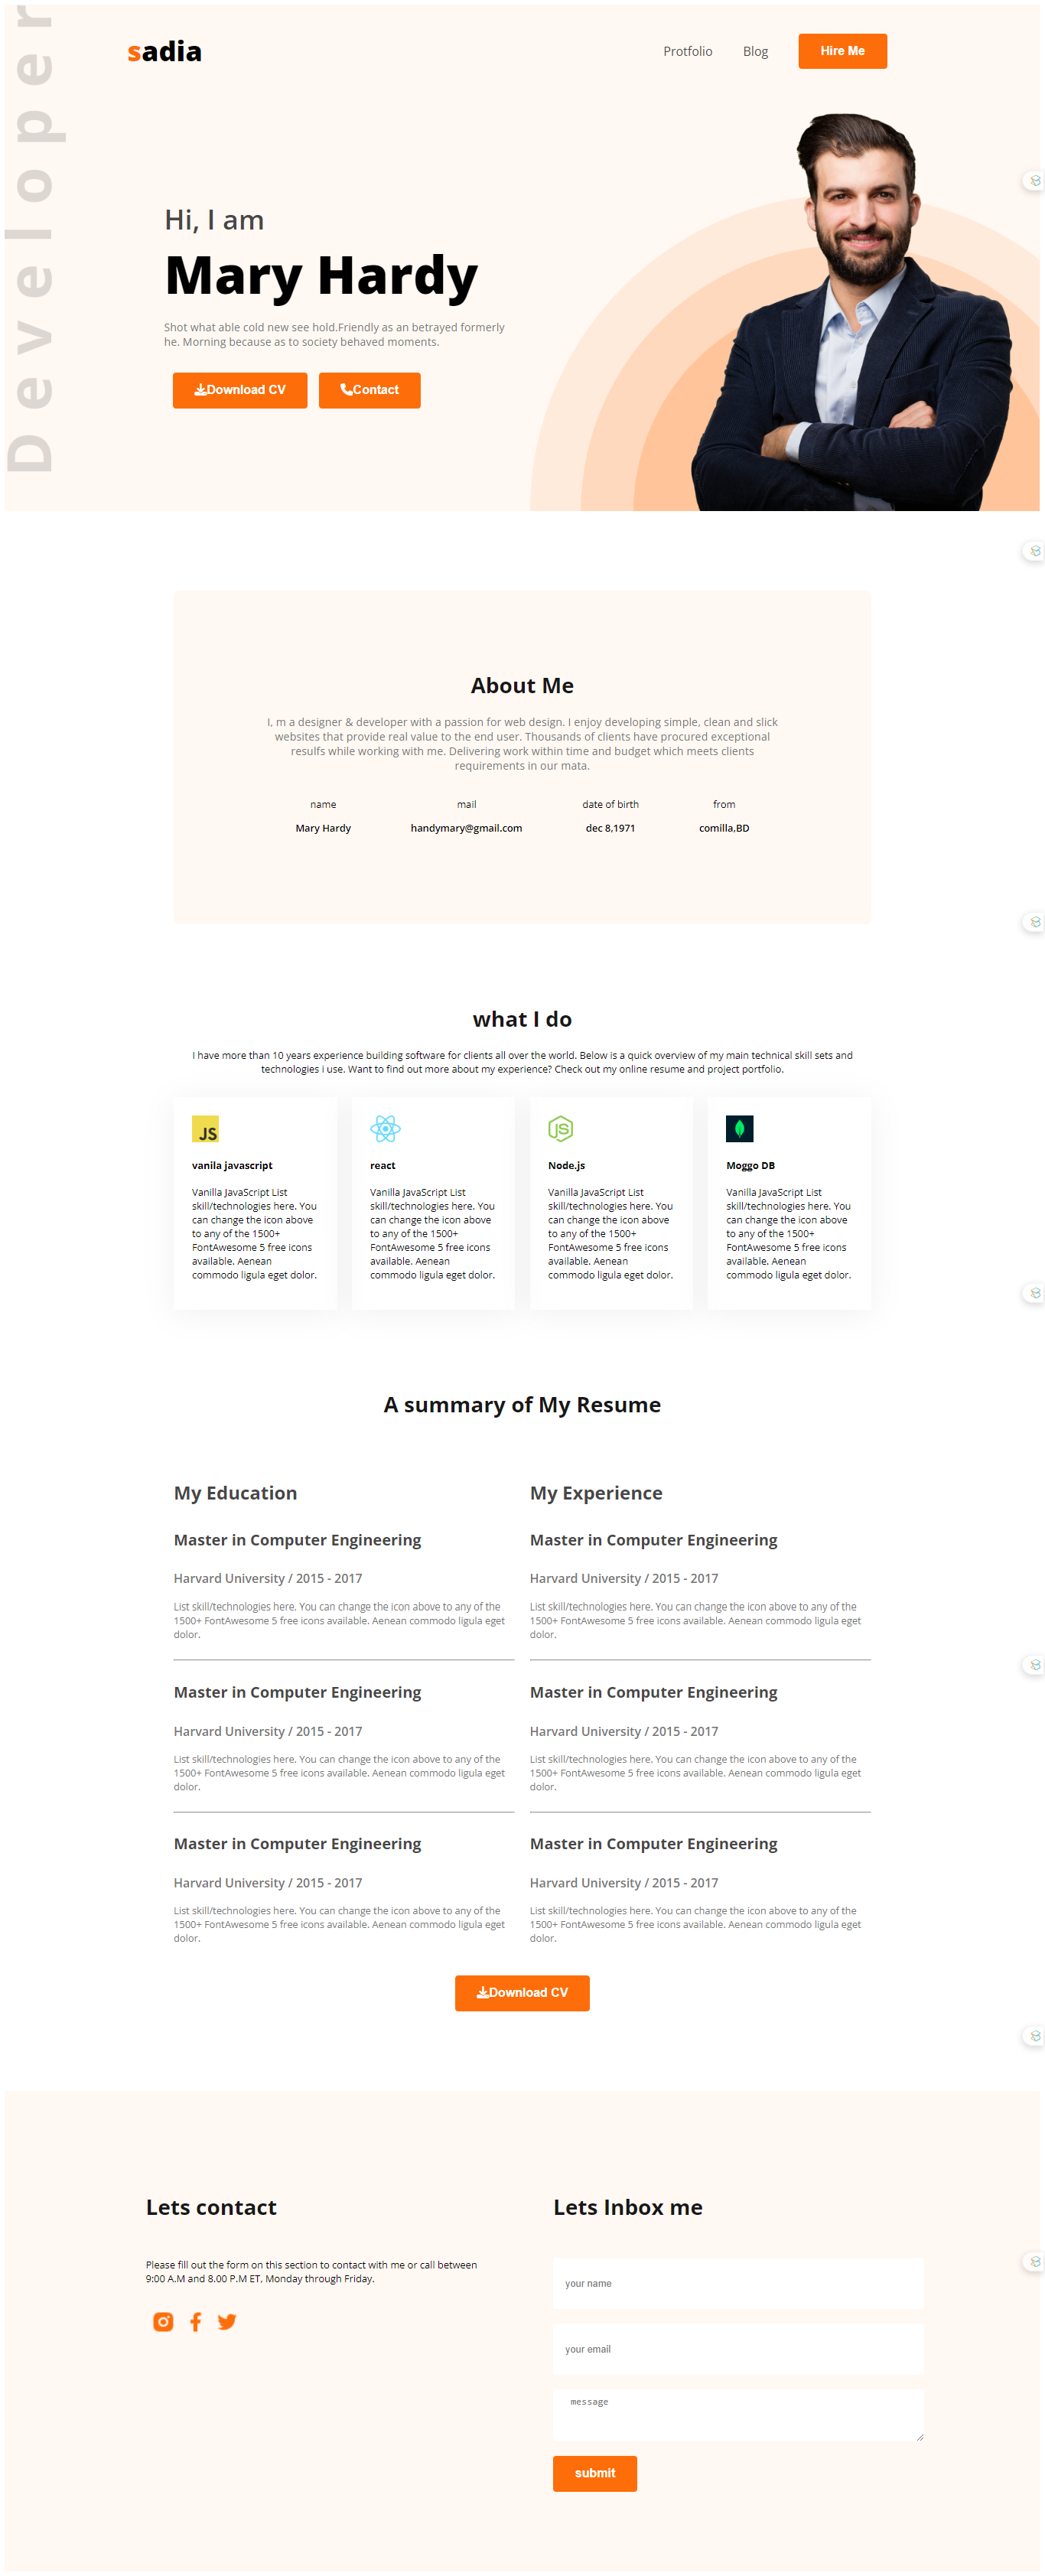 Developer
sadia
Protfolio
Blog
Hire Me
Hi, I am
Mary Hardy
Shot what able cold new see hold.Friendly as an betrayed formerly
he. Morning because as to society behaved moments.
Download CV
Contact
About Me
I, m a designer & developer with a passion for web design. I enjoy developing simple, clean and slick
websites that provide real value to the end user. Thousands of clients have procured exceptional
resulfs while working with me. Delivering work within time and budget which meets clients
requirements in our mata.
name
mail
date of birth
from
Mary Hardy
handymary@gmail.com
dec 8,1971
comilla,BD
what I do
I have more than 10 years experience building software for clients all over the world. Below is a quick overview of my main technical skill sets and
technologies i use. Want to find out more about my experience? Check out my online resume and project portfolio.
JS
vanila javascript
Vanilla JavaScript List
skill/technologies here. You
can change the icon above
to any of the 1500+
FontAwesome 5 free icons
available. Aenean
commodo ligula eget dolor.
react
Vanilla JavaScript List
skill/technologies here. You
can change the icon above
to any of the 1500+
FontAwesome 5 free icons
available. Aenean
commodo ligula eget dolor.
JS
Node.js
Vanilla JavaScript List
skill/technologies here. You
can change the icon above
to any of the 1500+
FontAwesome 5 free icons
available. Aenean
commodo ligula eget dolor.
Moggo DB
Vanilla JavaScript List
skill/technologies here. You
can change the icon above
to any of the 1500+
FontAwesome 5 free icons
available. Aenean
commodo ligula eget dolor.
A summary of My Resume
My Education
Master in Computer Engineering
Harvard University / 2015 - 2017
List skill/technologies here. You can change the icon above to any of the
1500+ FontAwesome 5 free icons available. Aenean commodo ligula eget
dolor.
Master in Computer Engineering
Harvard University / 2015 - 2017
List skill/technologies here. You can change the icon above to any of the
1500+ FontAwesome 5 free icons available. Aenean commodo ligula eget
dolor.
Master in Computer Engineering
Harvard University / 2015 - 2017
List skill/technologies here. You can change the icon above to any of the
1500+ FontAwesome 5 free icons available. Aenean commodo ligula eget
dolor.
My Experience
Master in Computer Engineering
Harvard University / 2015 - 2017
List skill/technologies here. You can change the icon above to any of the
1500+ FontAwesome 5 free icons available. Aenean commodo ligula eget
dolor.
Master in Computer Engineering
Harvard University / 2015 - 2017
List skill/technologies here. You can change the icon above to any of the
1500+ FontAwesome 5 free icons available. Aenean commodo ligula eget
dolor.
Master in Computer Engineering
Harvard University / 2015 - 2017
List skill/technologies here. You can change the icon above to any of the
1500+ FontAwesome 5 free icons available. Aenean commodo ligula eget
dolor.
Download CV
Lets contact
Please fill out the form on this section to contact with me or call between
9:00 A.M and 8.00 P.M ET, Monday through Friday.
Lets Inbox me
your name
your email
message
submit